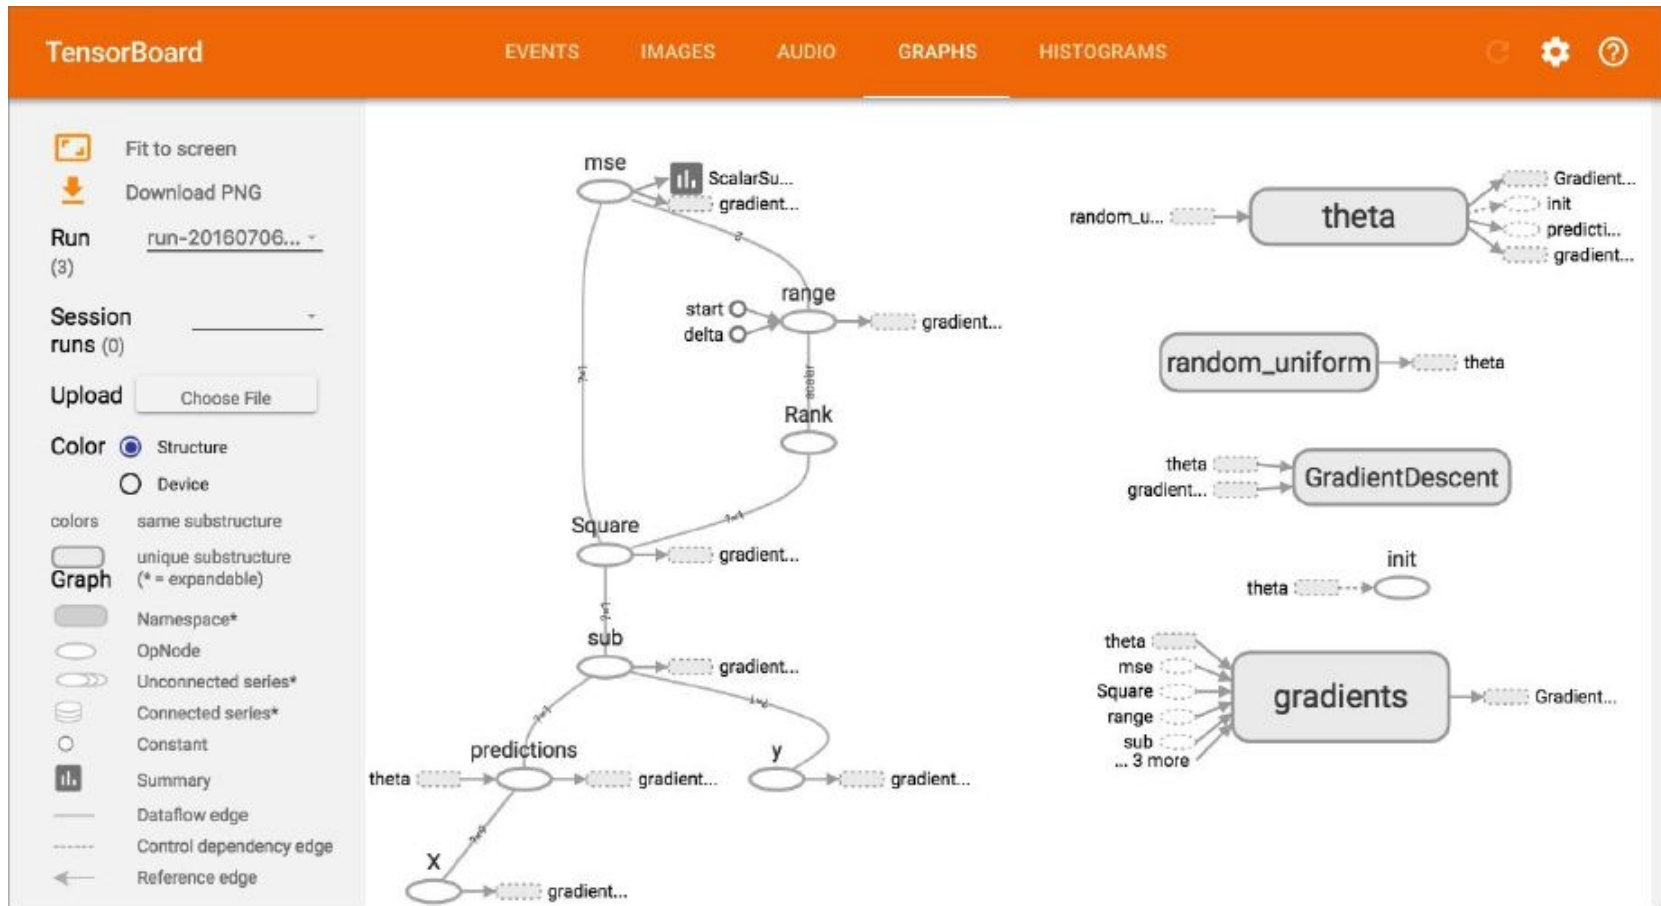 TensorBoard
EVENTS IMAGES AUDIO GRAPHS HISTOGRAMS
Fit to screen
Download PNG
Run run-20160706...
(3)
Session
runs (0)
Upload Choose File
Color Structure
Device
colors same substructure
unique substructure
Graph (* = expandable)
Namespace*
OpNode
Unconnected series*
Connected series*
Constant
Summary
Dataflow edge
Control dependency edge
Reference edge
mse
ScalarSu...
gradient...
2
range
start
delta
gradient...
scalar
Rank
Square
gradient...
sub
gradient...
predictions
theta
gradient...
y
gradient...
X
gradient...
random_u...
theta
Gradient...
init
predicti...
gradient...
random_uniform
theta
theta
gradient...
GradientDescent
init
theta
theta
mse
Square
range
sub
... 3 more
gradients
Gradient...